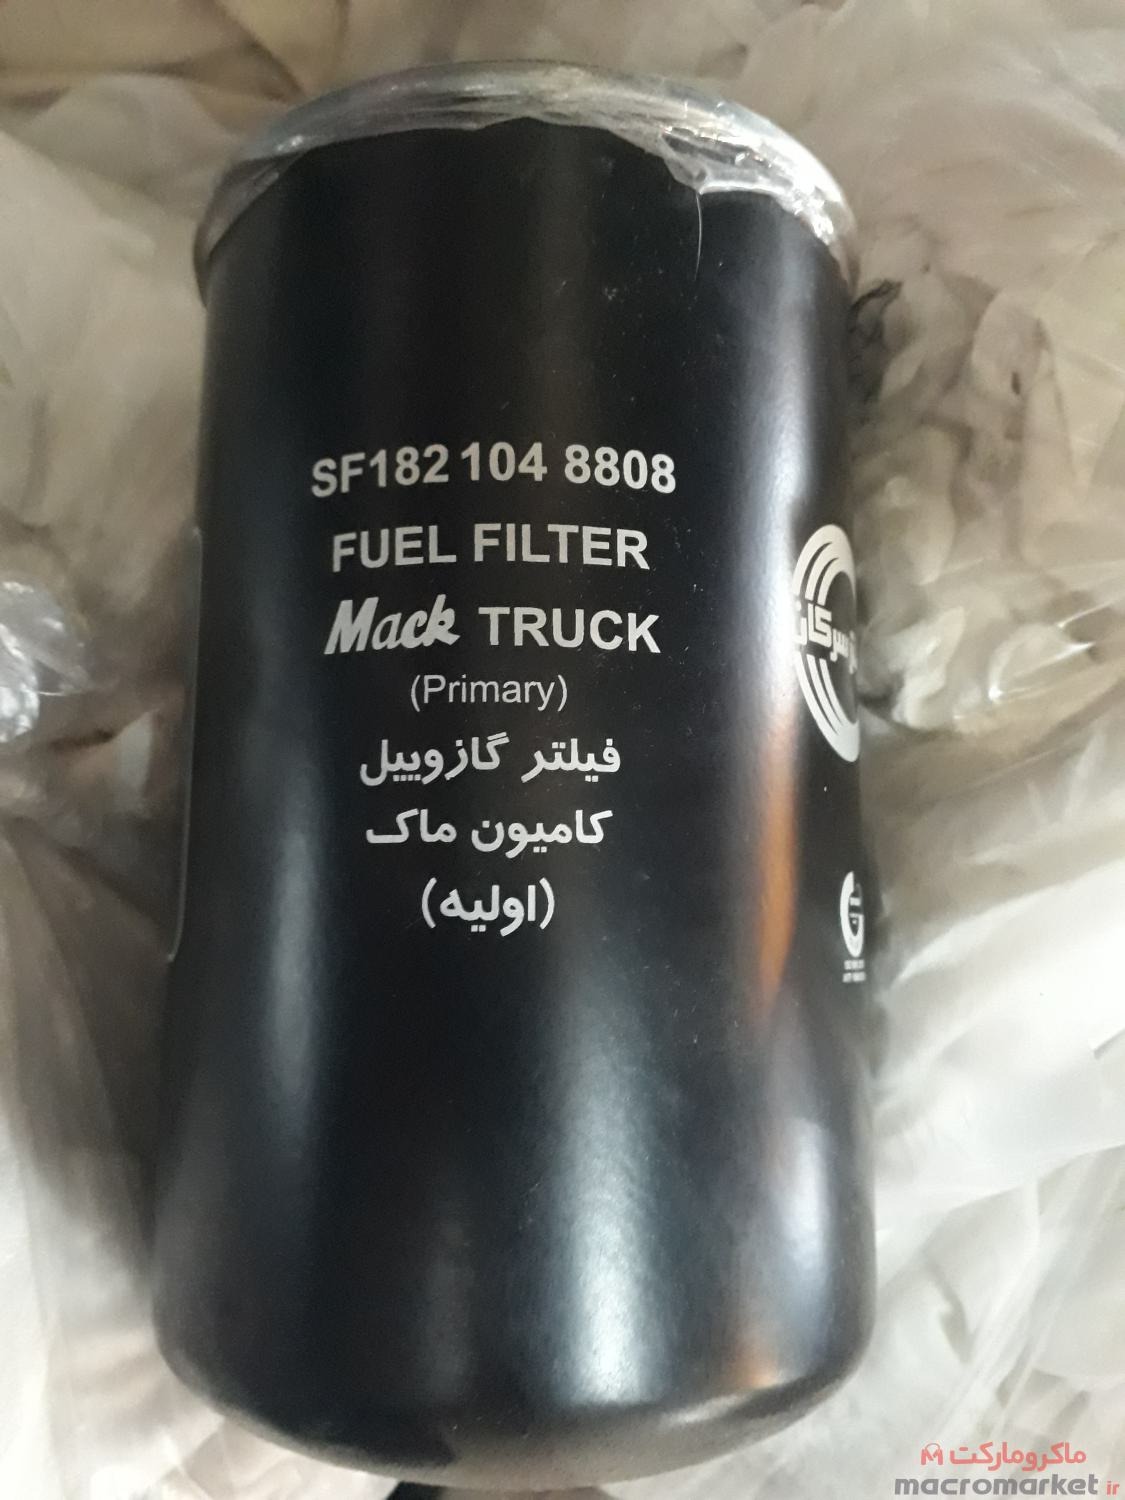 SF182 104 8808
FUEL FILTER
Mack TRUCK
(Primary)
فیلتر گازوییل
کامیون ماک
(اولیه)
ماکرومارکت
macromarket ir